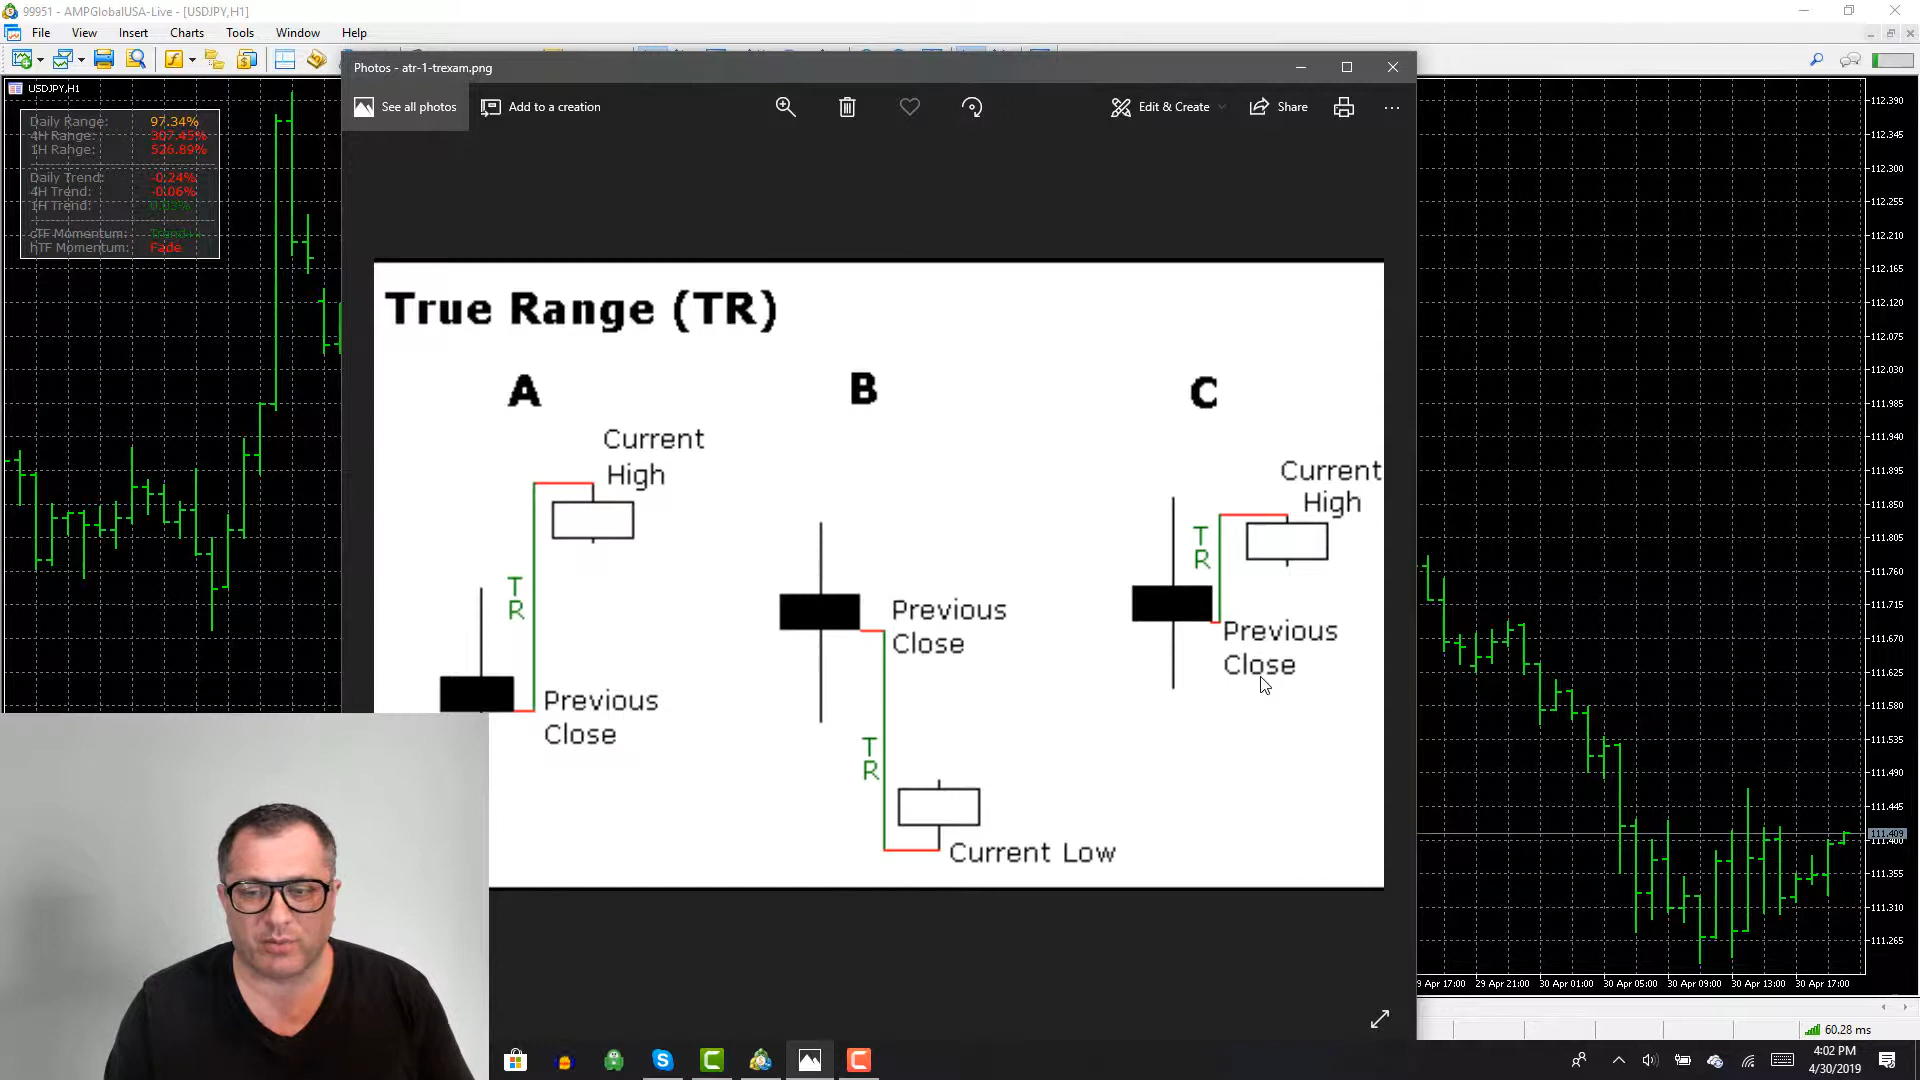 99951 - AMPGlobalUSA-Live - [USDJPY,H1]
File View Insert Charts Tools Window Help
USDJPY,H1
Daily Range: 97.34%
4H Range: 307.45%
1H Range: 526.89%
Daily Trend: -0.24%
4H Trend: -0.06%
1H Trend:
cTF Momentum:
hTF Momentum: Fade
Photos - atr-1-trexam.png
See all photos
Add to a creation
Edit & Create
Share
True Range (TR)
A
B
C
Current
High
T
R
Previous
Close
Previous
Close
T
R
Current Low
Current
High
T
R
Previous
Close
112.390
112.345
112.300
112.255
112.210
112.165
112.120
112.075
112.030
111.985
111.940
111.895
111.850
111.805
111.760
111.715
111.670
111.625
111.580
111.535
111.490
111.445
111.409
111.400
111.355
111.310
111.265
9 Apr 17:00 29 Apr 21:00 30 Apr 01:00 30 Apr 05:00 30 Apr 09:00 30 Apr 13:00 30 Apr 17:00
60.28 ms
4:02 PM
4/30/2019